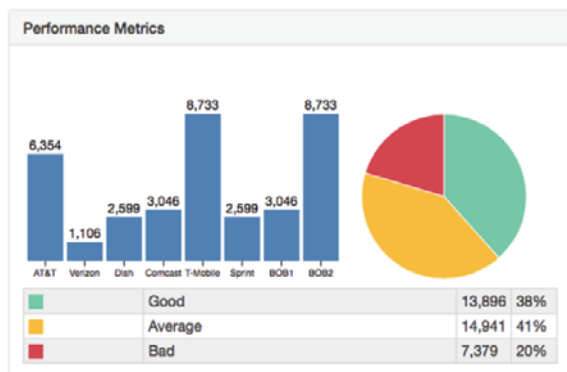 Performance Metrics
8,733 8,733
6,354
2,599 3,046 2,599 3,046
1,106
AT&T Verizon Dish Comcast T-Mobile Sprint BOB1 BOB2
Good 13,896 38%
Average 14,941 41%
Bad 7,379 20%